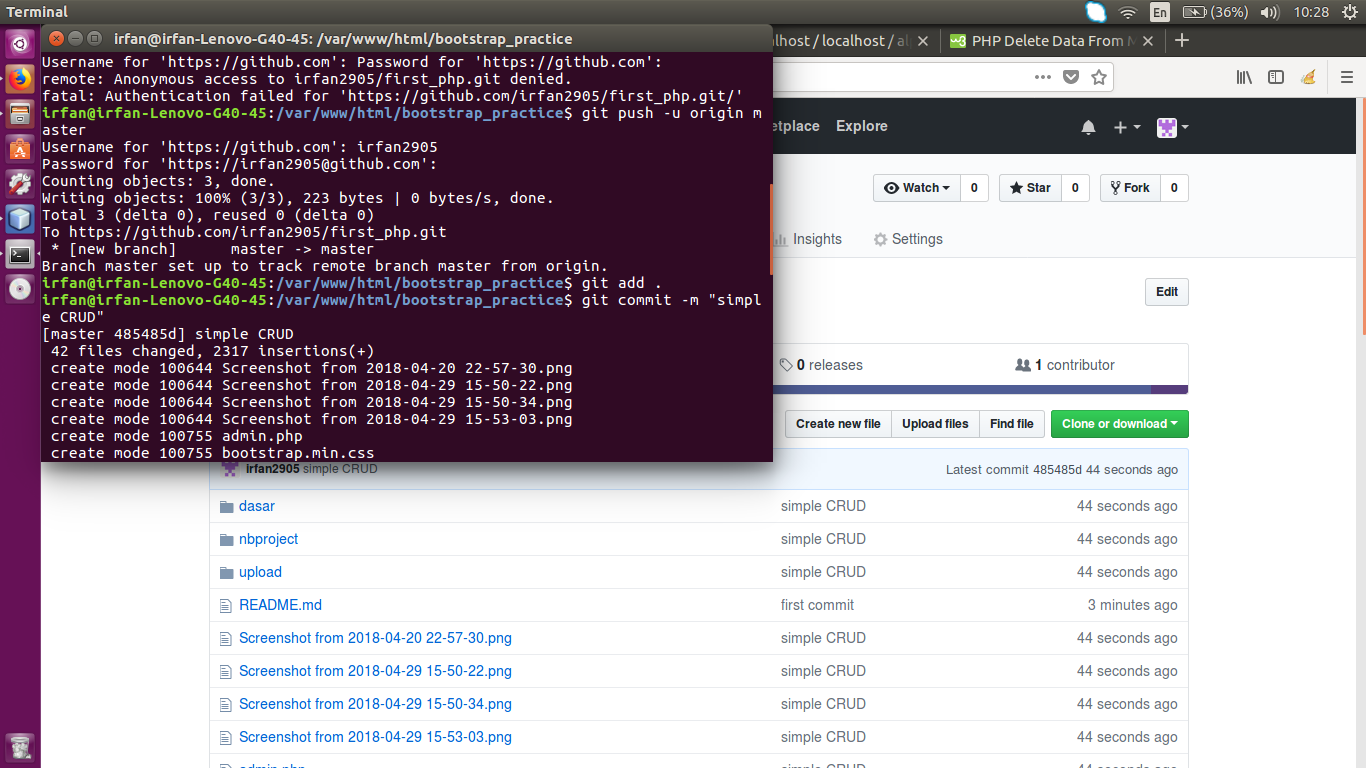 Terminal
En
(36%)
10:28
irfan@irfan-Lenovo-G40-45: /var/www/html/bootstrap_practice
Username for 'https://github.com': Password for 'https://github.com':
remote: Anonymous access to irfan2905/first_php.git denied.
fatal: Authentication failed for 'https://github.com/irfan2905/first_php.git/'
irfan@irfan-Lenovo-G40-45:/var/www/html/bootstrap_practice$ git push -u origin m
aster
Username for 'https://github.com': irfan2905
Password for 'https://irfan2905@github.com':
Counting objects: 3, done.
Writing objects: 100% (3/3), 223 bytes | 0 bytes/s, done.
Total 3 (delta 0), reused 0 (delta 0)
To https://github.com/irfan2905/first_php.git
* [new branch]      master -> master
Branch master set up to track remote branch master from origin.
irfan@irfan-Lenovo-G40-45:/var/www/html/bootstrap_practice$ git add .
irfan@irfan-Lenovo-G40-45:/var/www/html/bootstrap_practice$ git commit -m "simpl
e CRUD"
[master 485485d] simple CRUD
42 files changed, 2317 insertions(+)
create mode 100644 Screenshot from 2018-04-20 22-57-30.png
create mode 100644 Screenshot from 2018-04-29 15-50-22.png
create mode 100644 Screenshot from 2018-04-29 15-50-34.png
create mode 100644 Screenshot from 2018-04-29 15-53-03.png
create mode 100755 admin.php
create mode 100755 bootstrap.min.css
lhost / localhost / al
PHP Delete Data From M
etplace
Explore
Watch 0
Star 0
Fork 0
Insights
Settings
Edit
0 releases
1 contributor
Create new file
Upload files
Find file
Clone or download
irfan2905 simple CRUD
Latest commit 485485d 44 seconds ago
dasar simple CRUD 44 seconds ago
nbproject simple CRUD 44 seconds ago
upload simple CRUD 44 seconds ago
README.md first commit 3 minutes ago
Screenshot from 2018-04-20 22-57-30.png simple CRUD 44 seconds ago
Screenshot from 2018-04-29 15-50-22.png simple CRUD 44 seconds ago
Screenshot from 2018-04-29 15-50-34.png simple CRUD 44 seconds ago
Screenshot from 2018-04-29 15-53-03.png simple CRUD 44 seconds ago